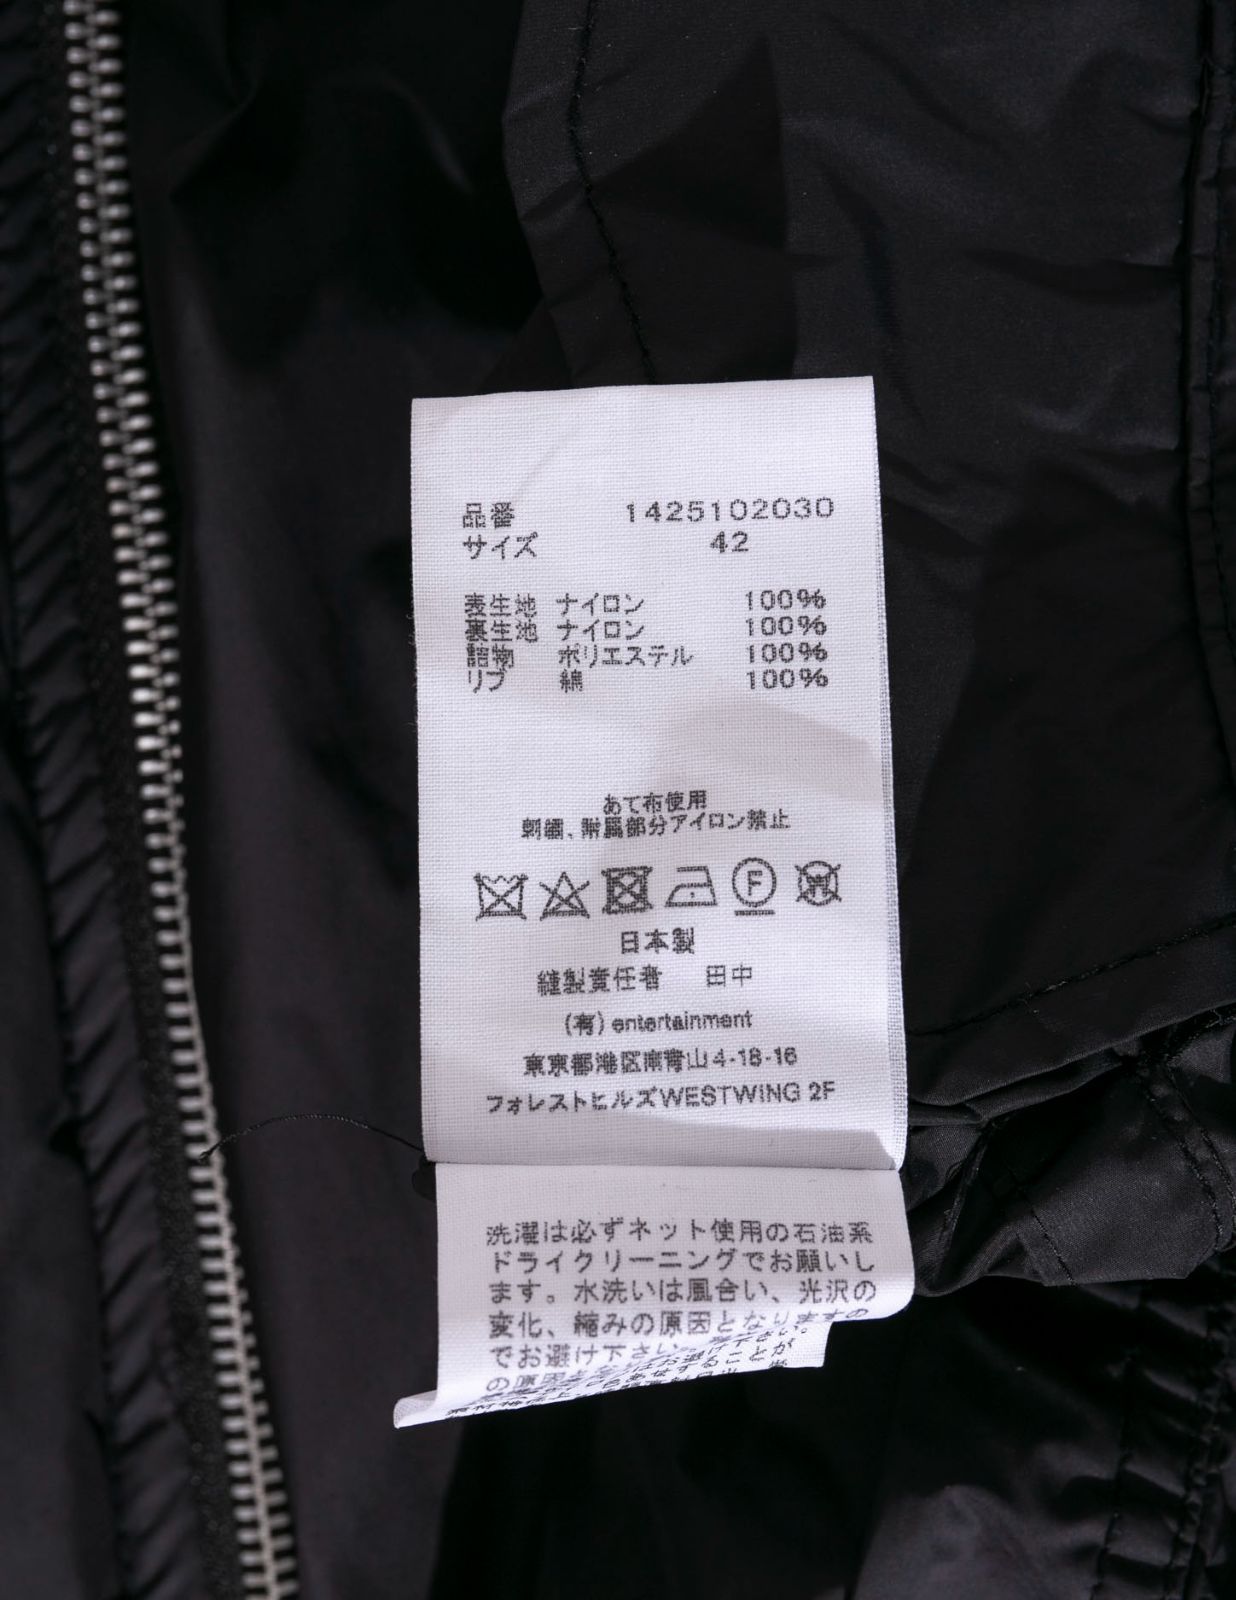 品番 1425102030
サイズ 42
表生地 ナイロン 100%
裏生地 ナイロン 100%
詰物 ポリエステル 100%
リブ 綿 100%
あて布使用
刺繍、附属部分アイロン禁止
F W
日本製
縫製責任者 田中
(有) entertainment
東京都港区南青山4-18-16
フォレストヒルズWESTWING 2F
洗濯は必ずネット使用の石油系
ドライクリーニングでお願いし
ます。水洗いは風合い、光沢の
変化、縮みの原因となりますの
でお避け下さい。